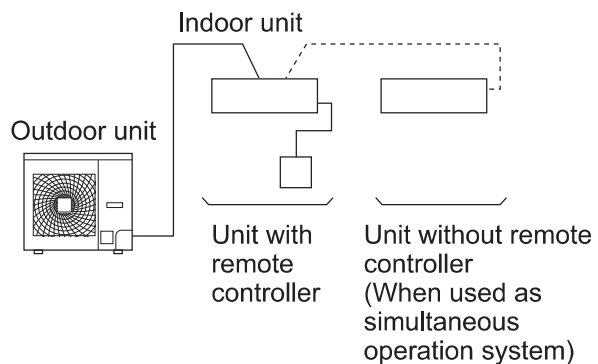 Indoor unit
Outdoor unit
Unit with
remote
controller
Unit without remote
controller
(When used as
simultaneous
operation system)